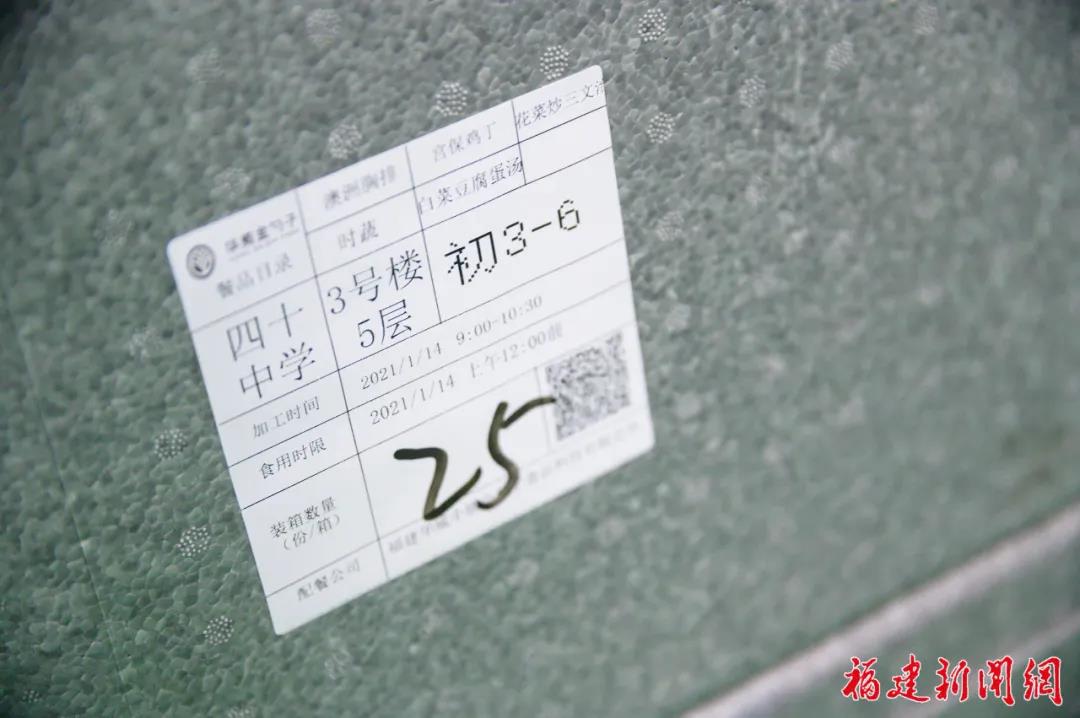 澳洲胸排
宫保鸡丁
花菜炒三文
餐品目录
时蔬
白菜豆腐蛋汤
四十
中学
3号楼
5层
初3-6
加工时间
2021/1/14 9:00-10:30
食用时限
2021/1/14 上午12:00前
装箱数量
(份/箱)
25
配餐公司
福建新闻網